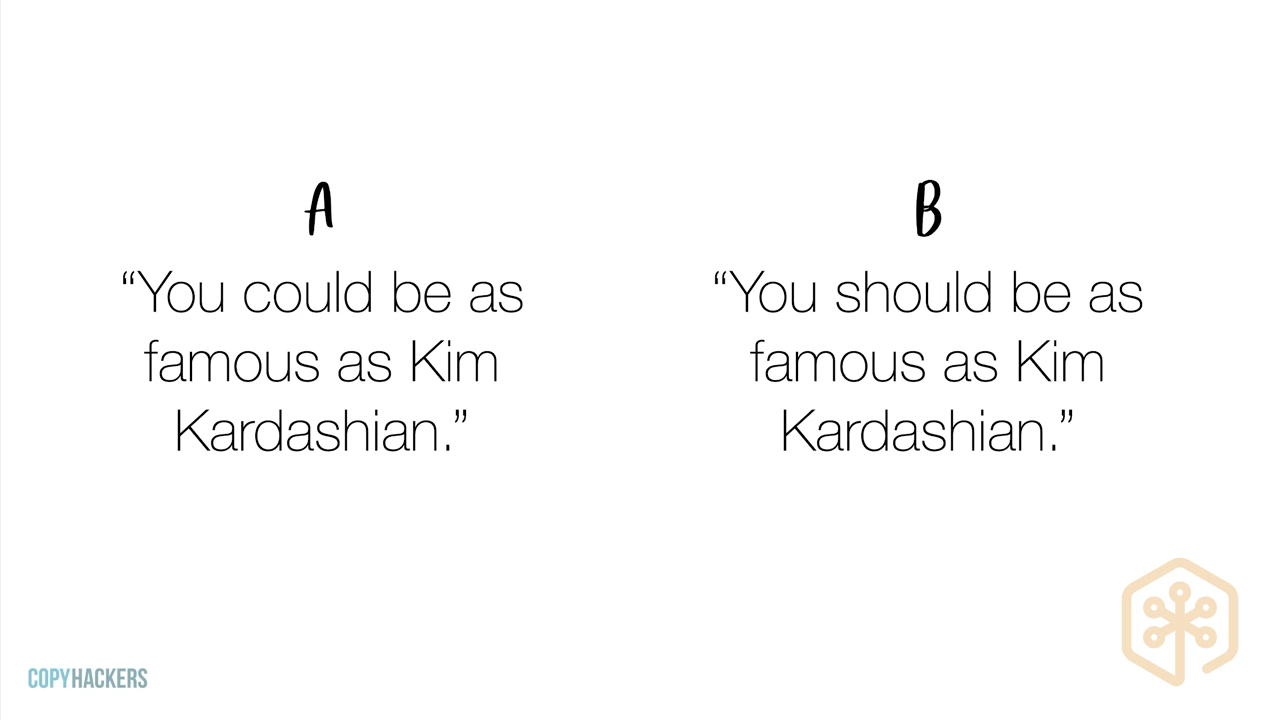 A
“You could be as
famous as Kim
Kardashian.”
B
“You should be as
famous as Kim
Kardashian.”
COPYHACKERS